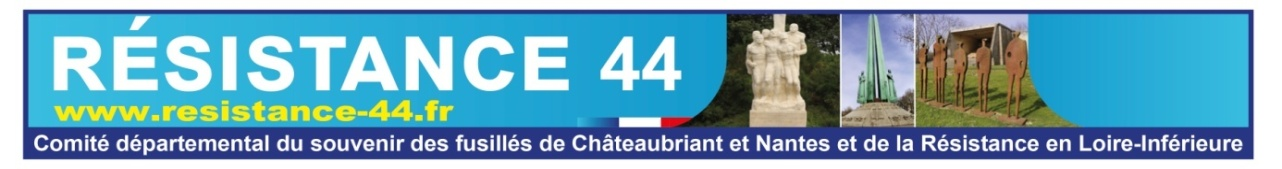 RÉSISTANCE 44
www.resistance-44.fr
Comité départemental du souvenir des fusillés de Châteaubriant et Nantes et de la Résistance en Loire-Inférieure